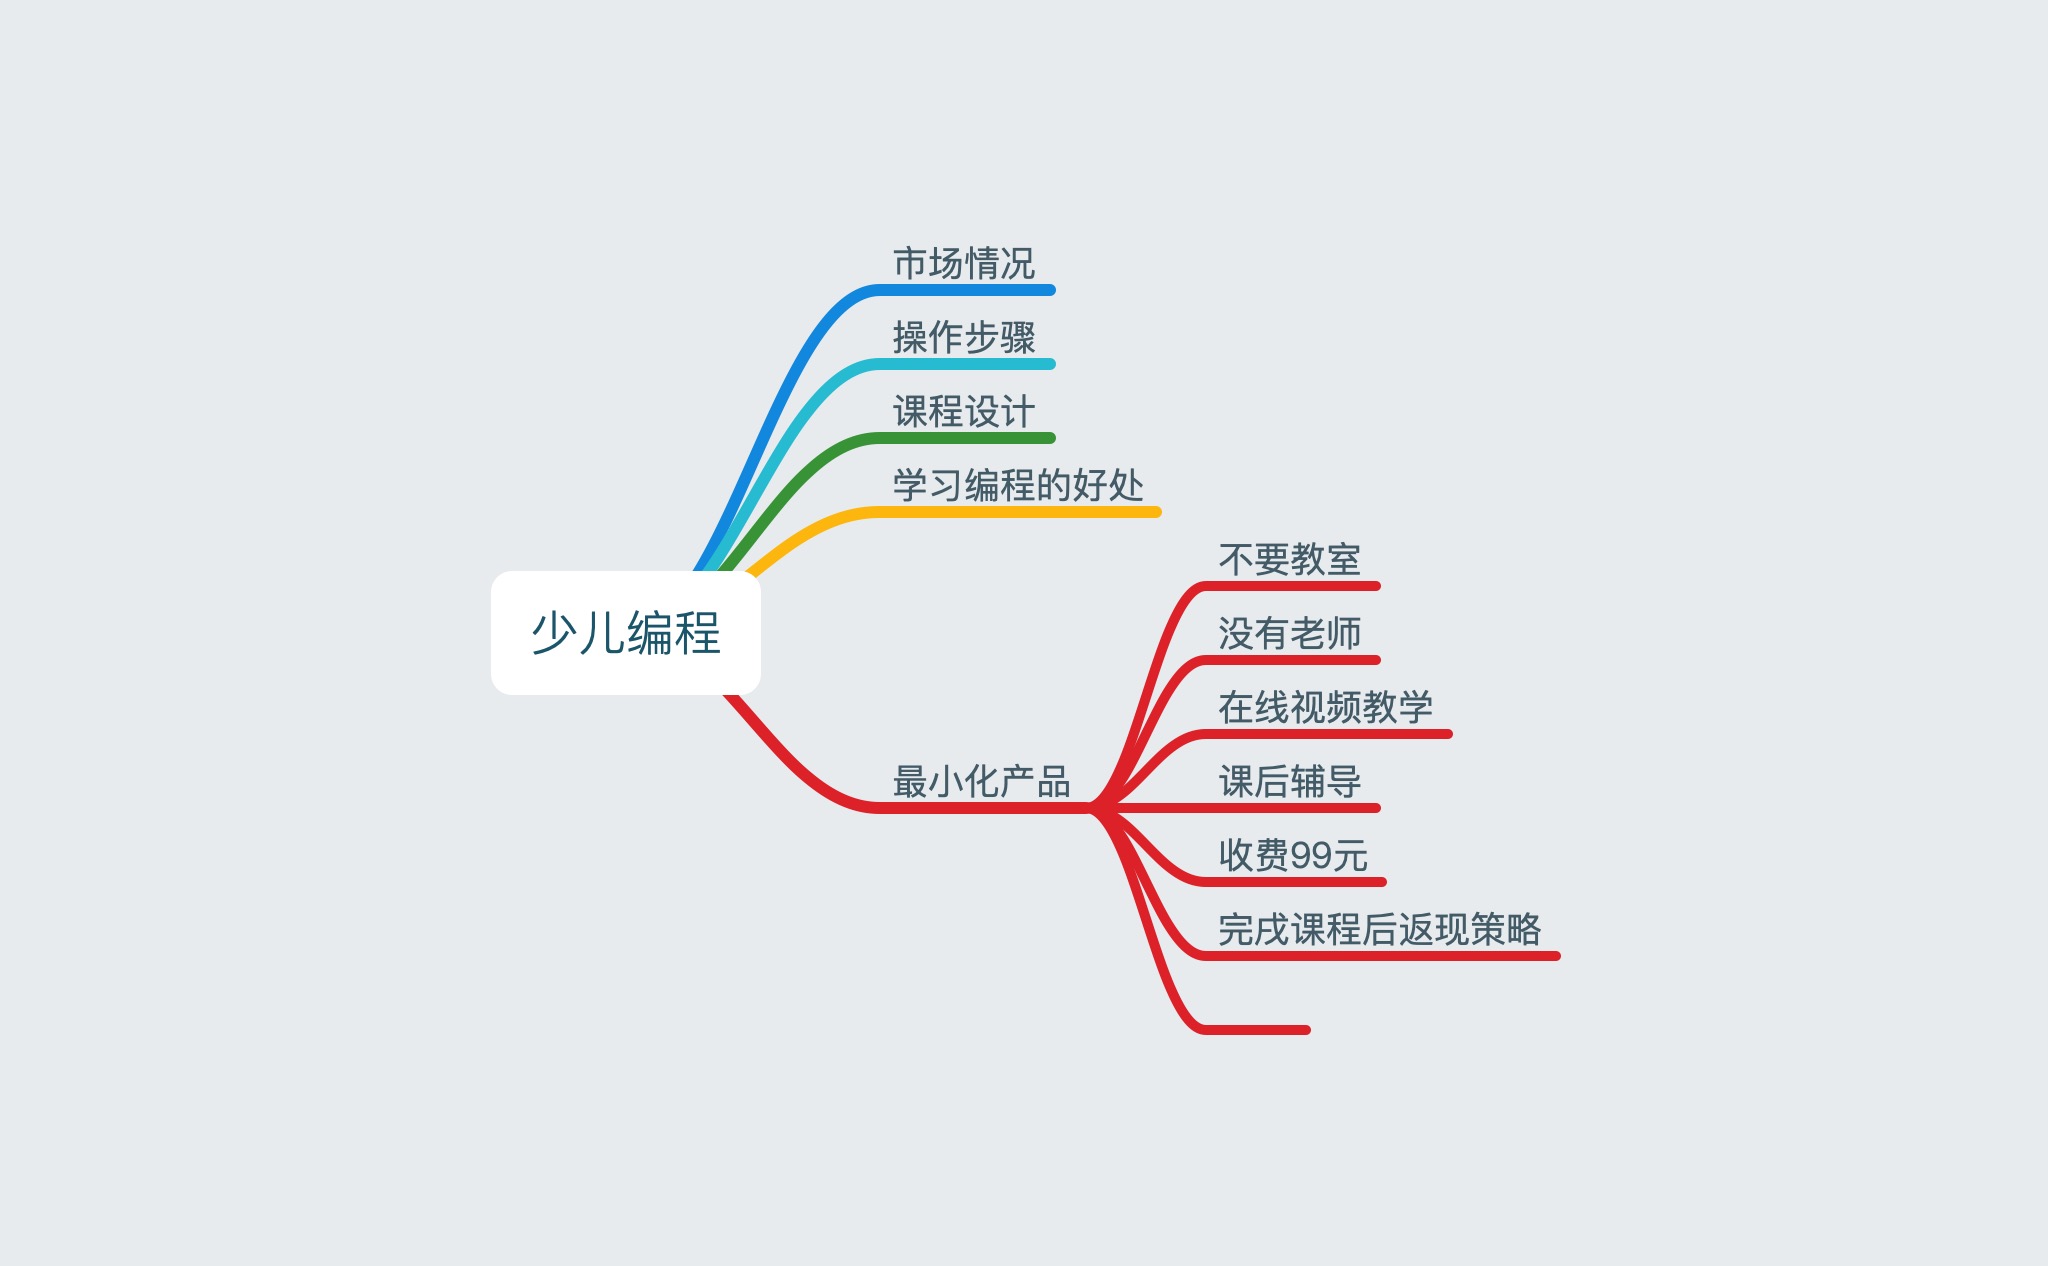 少儿编程
市场情况
操作步骤
课程设计
学习编程的好处
最小化产品
不要教室
没有老师
在线视频教学
课后辅导
收费99元
完戌课程后返现策略